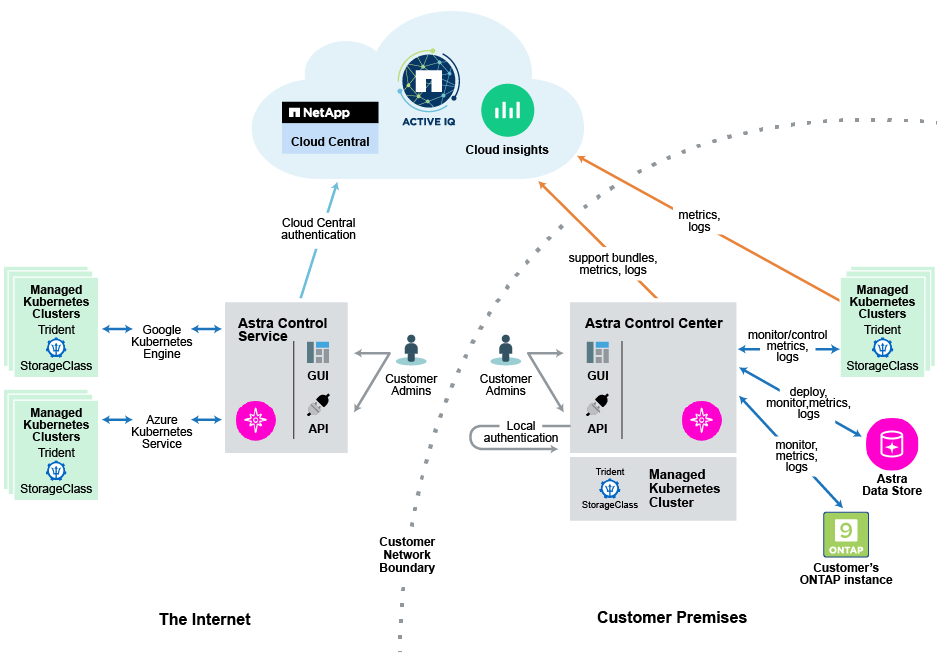 NetApp
Cloud Central
ACTIVE IQ
Cloud insights
Cloud Central
authentication
support bundles,
metrics, logs
metrics,
logs
Managed
Kubernetes
Clusters
Trident
StorageClass
Google
Kubernetes
Engine
Managed
Kubernetes
Clusters
Trident
StorageClass
Azure
Kubernetes
Service
Astra Control
Service
GUI
API
Customer
Admins
Customer
Admins
Local
authentication
Astra Control Center
GUI
API
Trident
StorageClass
Managed
Kubernetes
Cluster
monitor/control
metrics,
logs
Managed
Kubernetes
Clusters
Trident
StorageClass
deploy,
monitor,metrics,
logs
Astra
Data Store
monitor,
metrics,
logs
9
ONTAP
Customer's
ONTAP instance
Customer
Network
Boundary
The Internet
Customer Premises